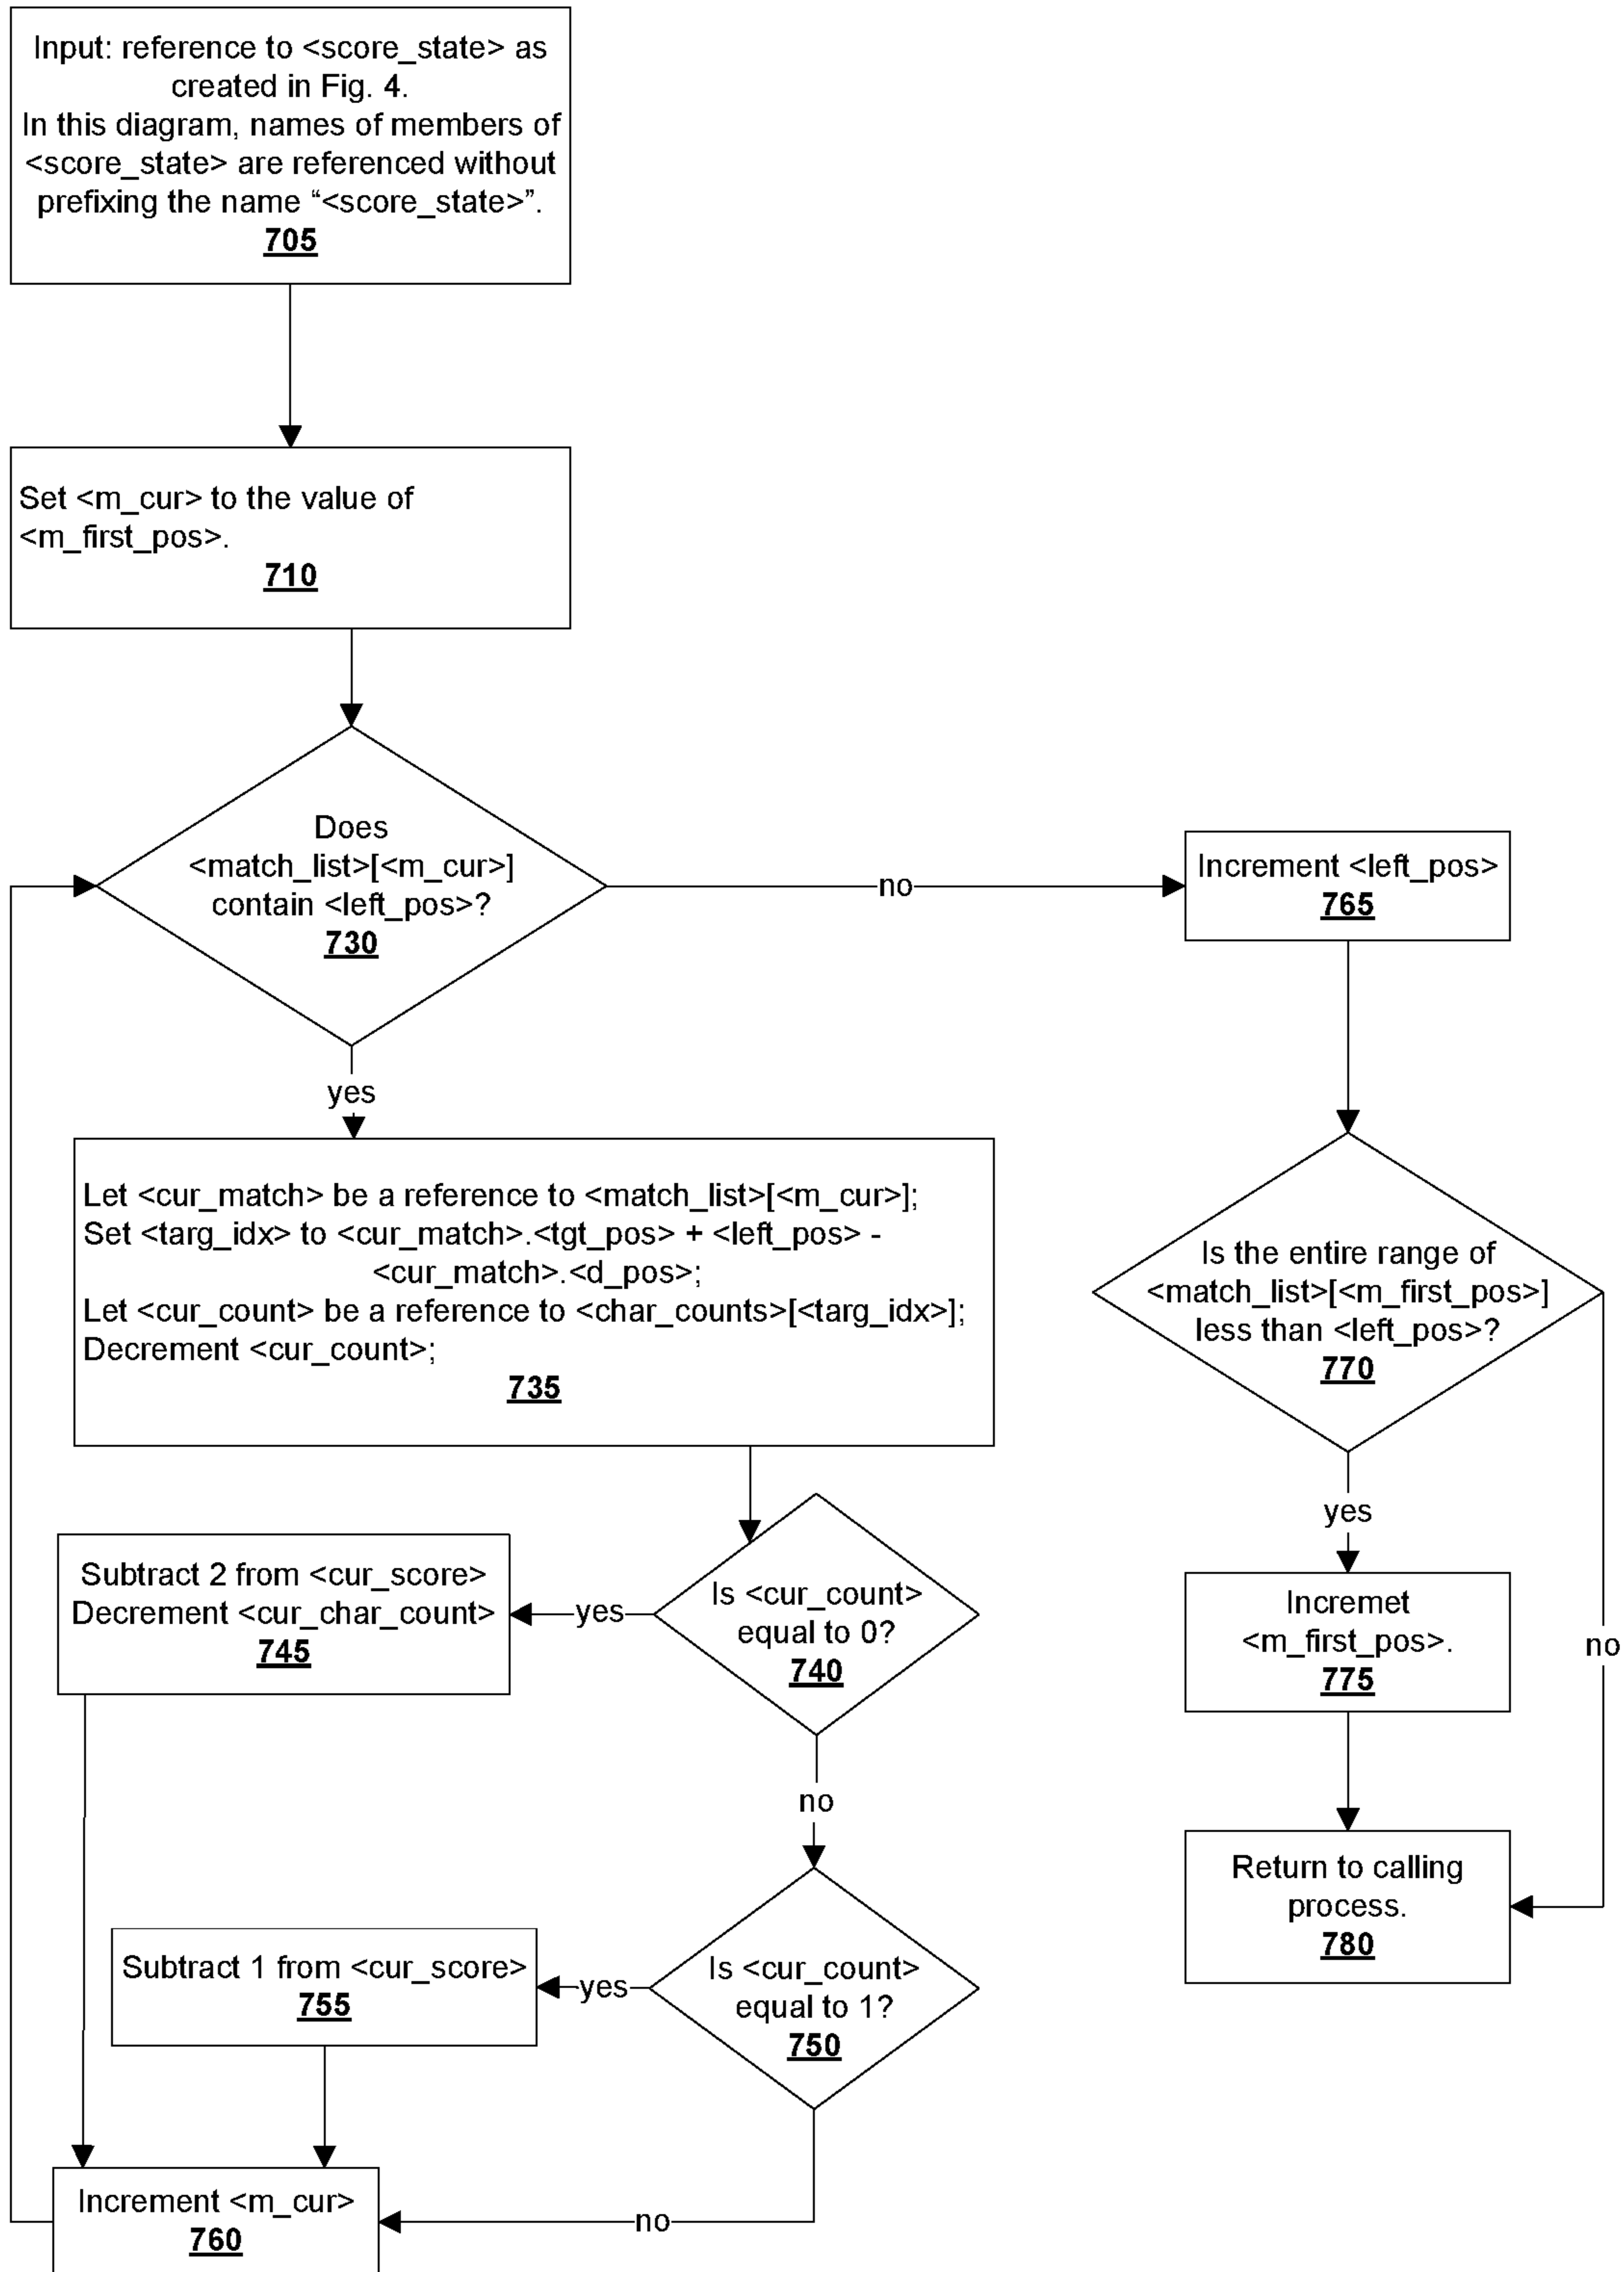 Input: reference to <score_state> as
created in Fig. 4.
In this diagram, names of members of
<score_state> are referenced without
prefixing the name “<score_state>”.
705
Set <m_cur> to the value of
<m_first_pos>.
710
Does
<match_list>[<m_cur>]
contain <left_pos>?
730
no
Increment <left_pos>
765
yes
Let <cur_match> be a reference to <match_list>[<m_cur>];
Set <targ_idx> to <cur_match>.<tgt_pos> + <left_pos> -
<cur_match>.<d_pos>;
Let <cur_count> be a reference to <char_counts>[<targ_idx>];
Decrement <cur_count>;
735
Is the entire range of
<match_list>[<m_first_pos>]
less than <left_pos>?
770
yes
no
Subtract 2 from <cur_score>
Decrement <cur_char_count>
745
yes
Is <cur_count>
equal to 0?
740
Incremet
<m_first_pos>.
775
no
Return to calling
process.
780
Subtract 1 from <cur_score>
755
yes
Is <cur_count>
equal to 1?
750
Increment <m_cur>
760
no